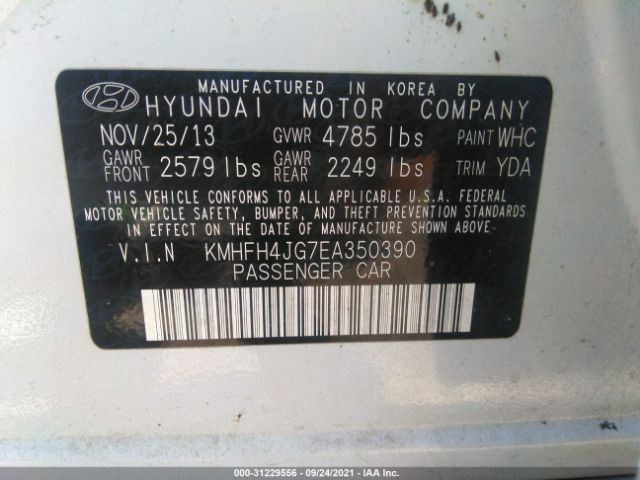 MANUFACTURED IN KOREA BY
HYUNDAI MOTOR COMPANY
NOV/25/13 GVWR 4785 lbs PAINT WHC
GAWR FRONT 2579 lbs GAWR REAR 2249 lbs TRIM YDA
THIS VEHICLE CONFORMS TO ALL APPLICABLE U.S.A. FEDERAL
MOTOR VEHICLE SAFETY, BUMPER, AND THEFT PREVENTION STANDARDS
IN EFFECT ON THE DATE OF MANUFACTURE SHOWN ABOVE.
V.I.N KMHFH4JG7EA350390
PASSENGER CAR
000-31229556 - 09/24/2021 - IAA Inc.